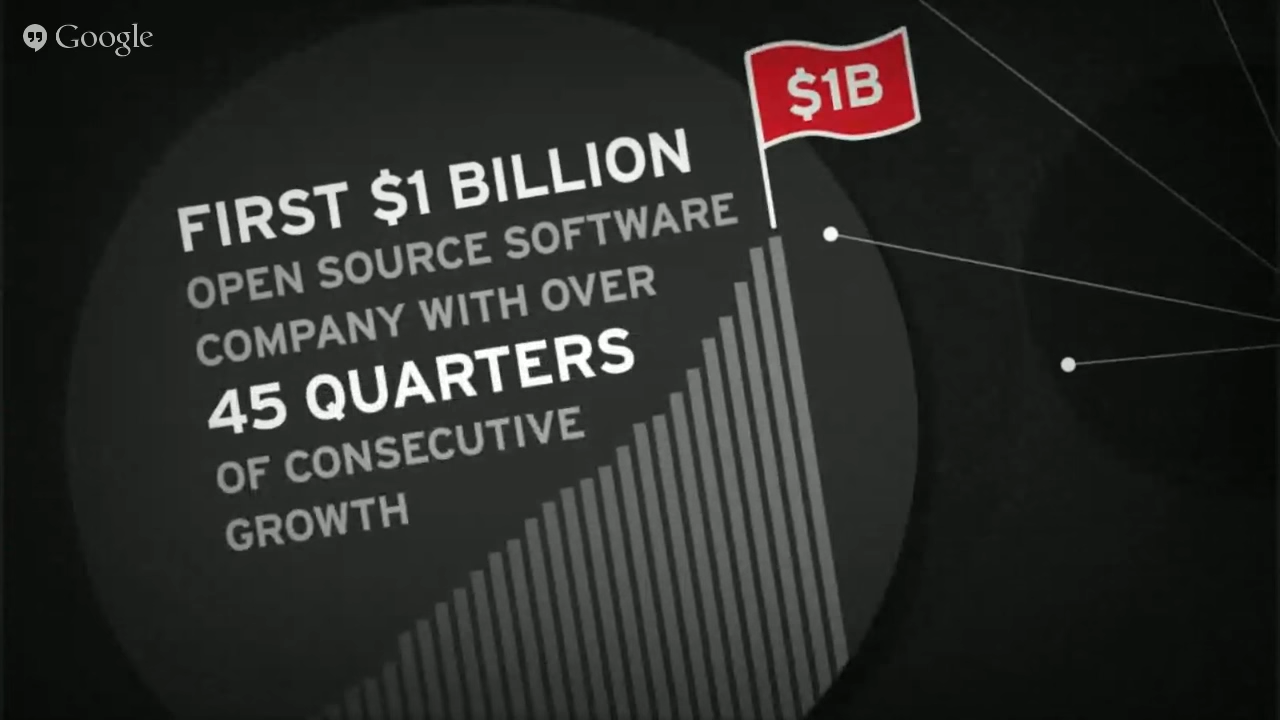 Google
$1B
FIRST $1 BILLION
OPEN SOURCE SOFTWARE
COMPANY WITH OVER
45 QUARTERS
OF CONSECUTIVE
GROWTH